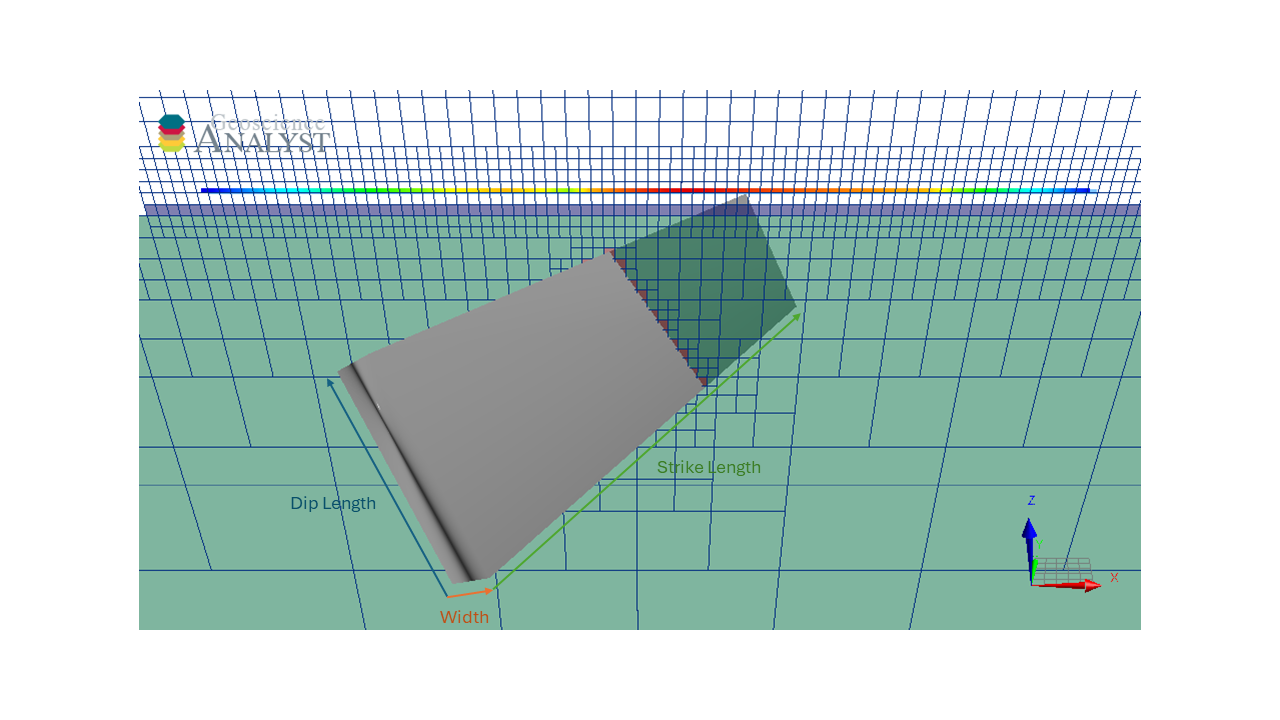 Geoscience
ANALYST
Strike Length
Dip Length
Z
X
Width